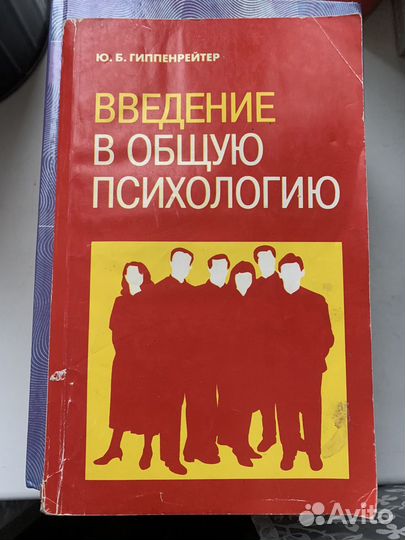 Ю. Б. ГИППЕНРЕЙТЕР
ВВЕДЕНИЕ
В ОБЩУЮ
ПСИХОЛОГИЮ
Avito